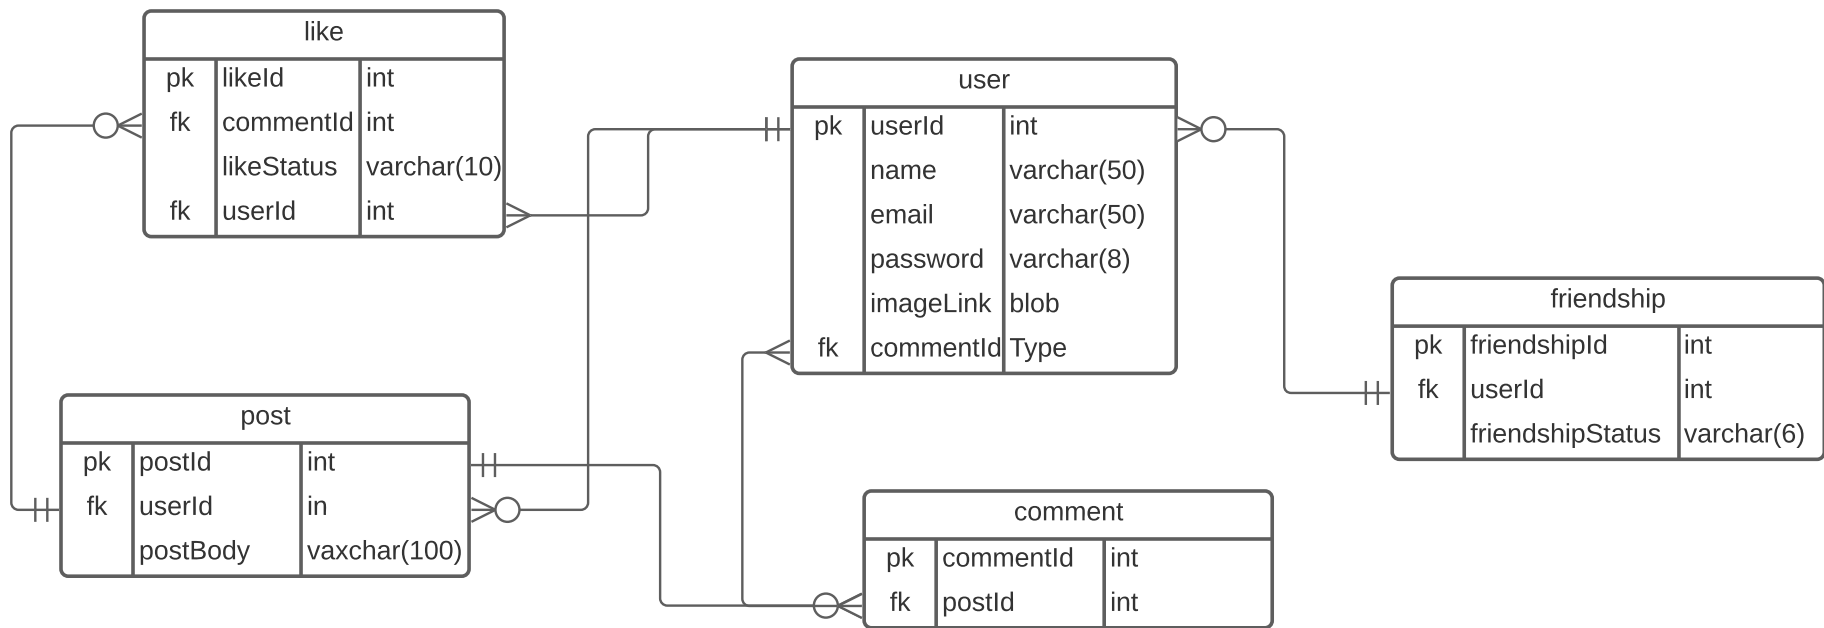 like
pk likeId int
fk commentId int
likeStatus varchar(10)
fk userId int
user
pk userId int
name varchar(50)
email varchar(50)
password varchar(8)
imageLink blob
fk commentId Type
friendship
pk friendshipId int
fk userId int
friendshipStatus varchar(6)
post
pk postId int
fk userId in
postBody vaxchar(100)
comment
pk commentId int
fk postId int